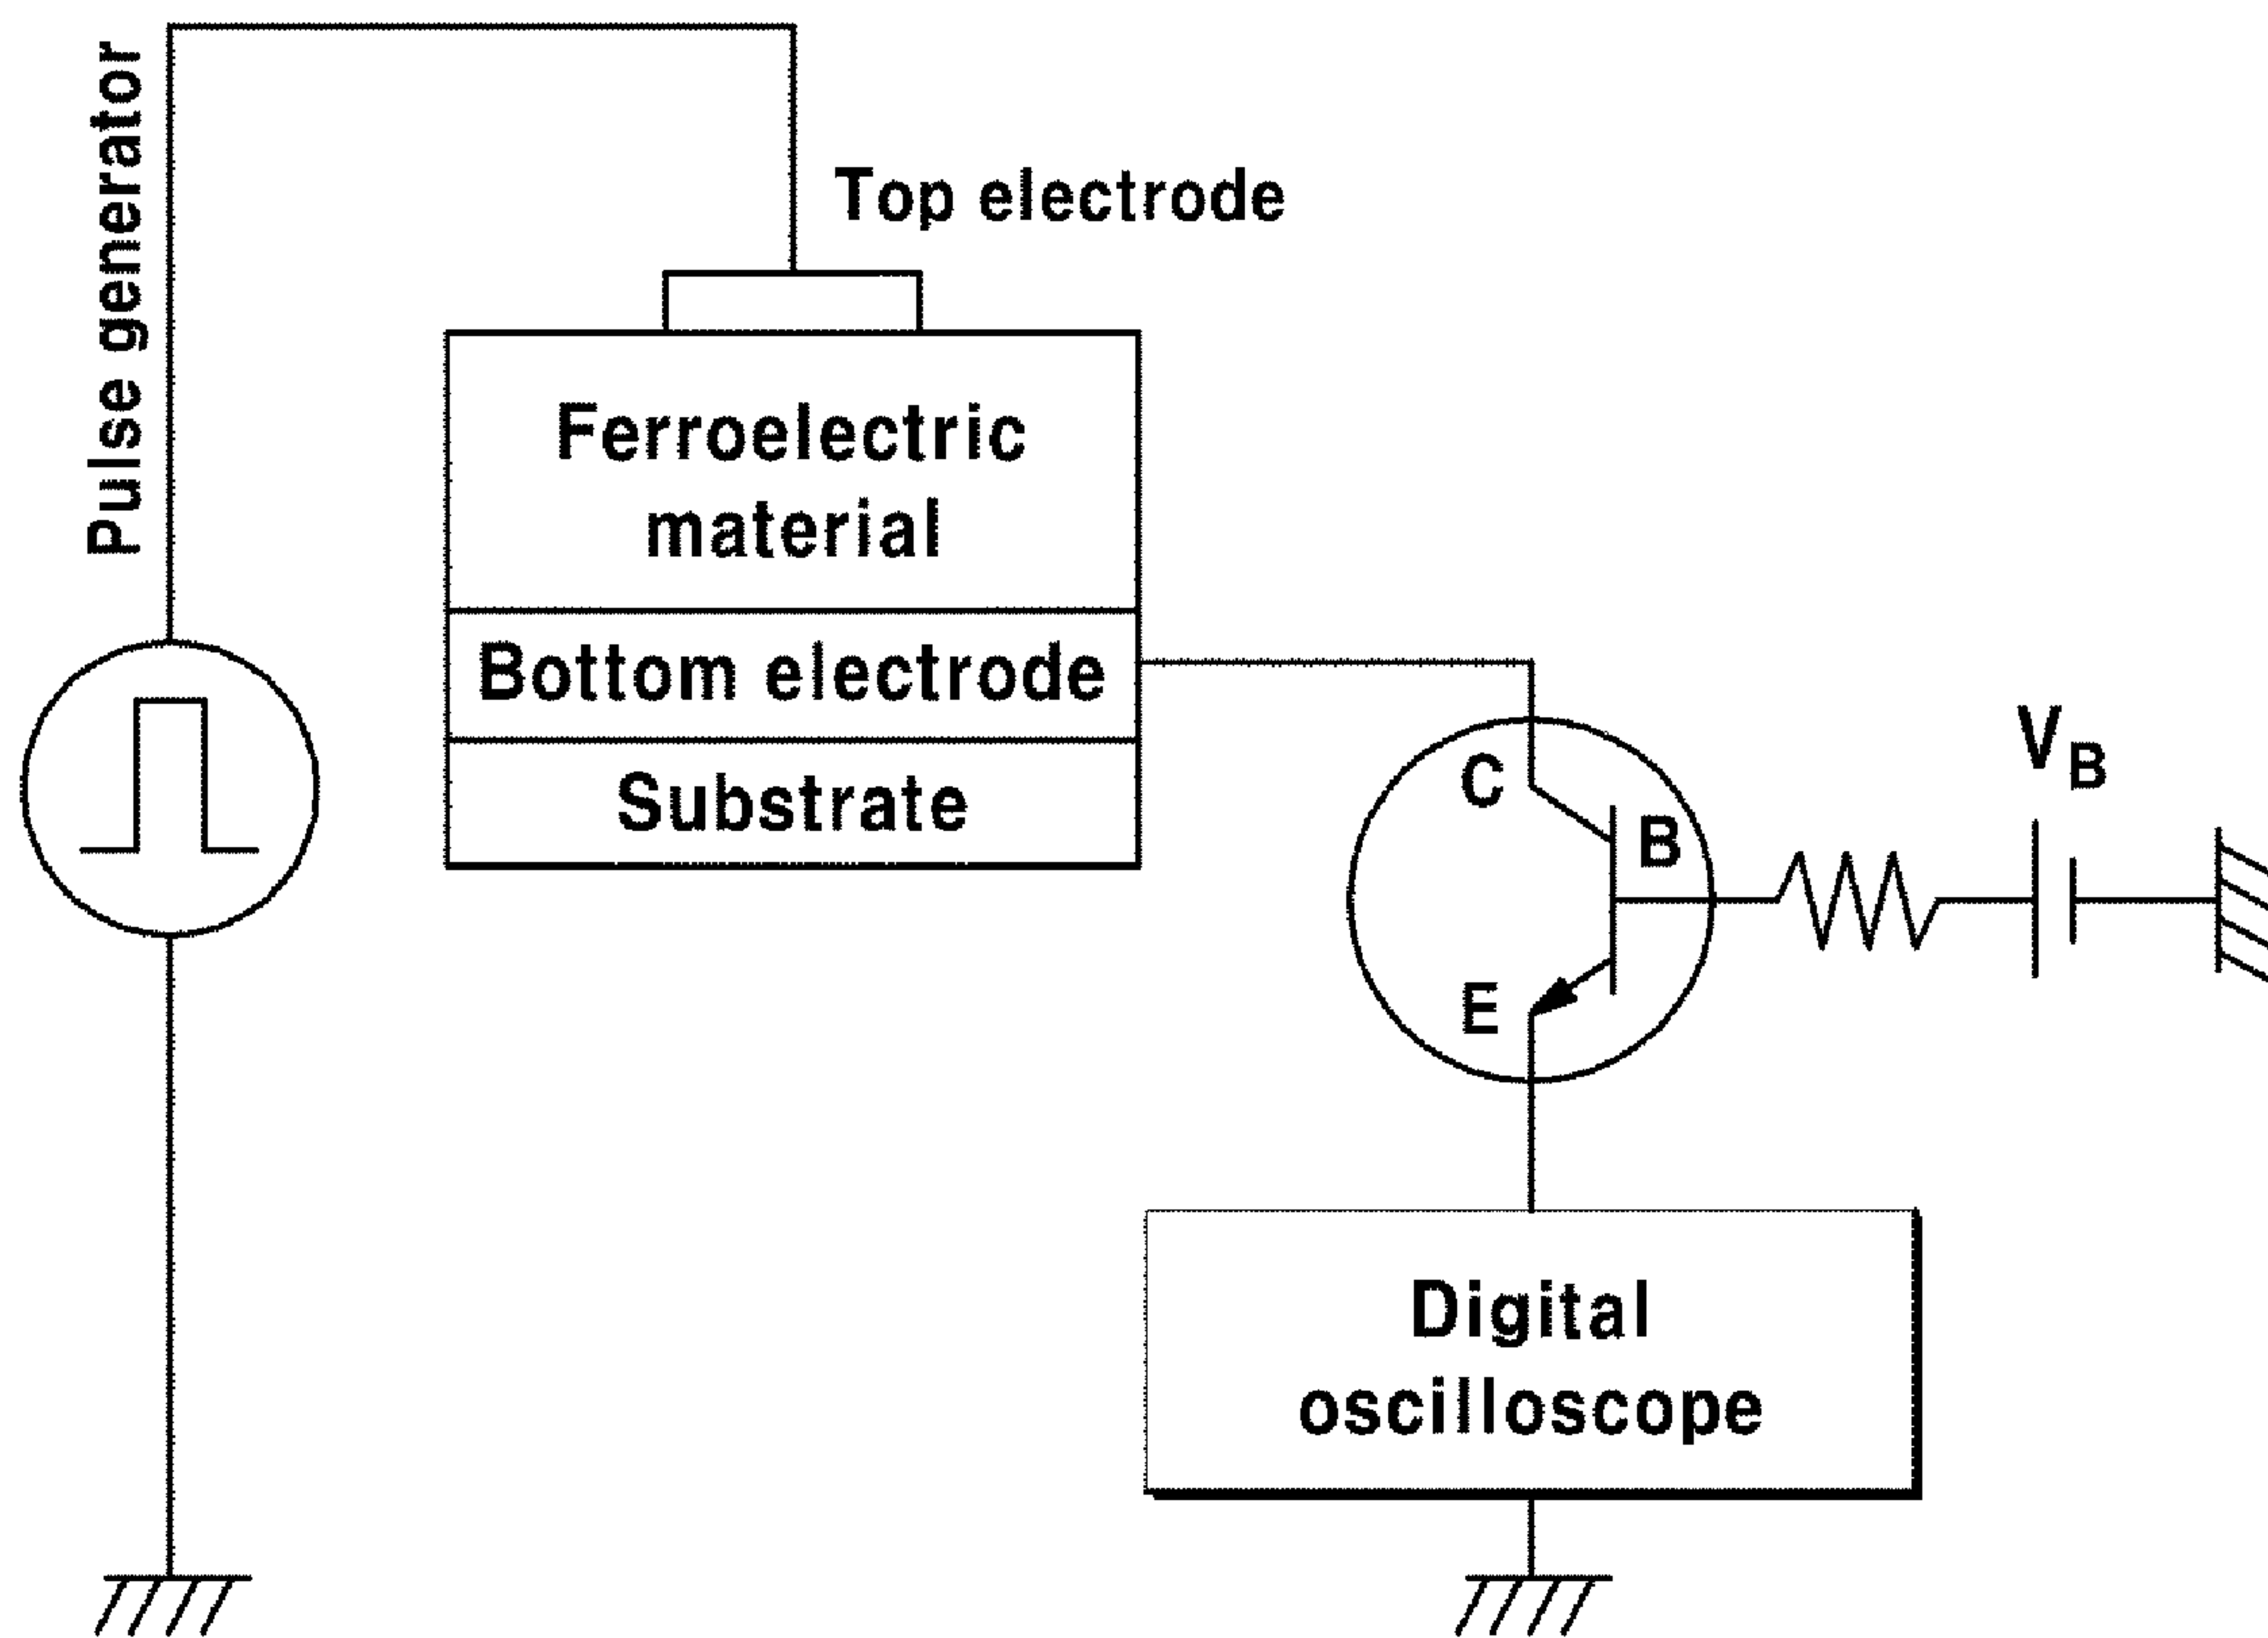 Pulse generator
Top electrode
Ferroelectric
material
Bottom electrode
Substrate
C
B
E
V_B
Digital
oscilloscope